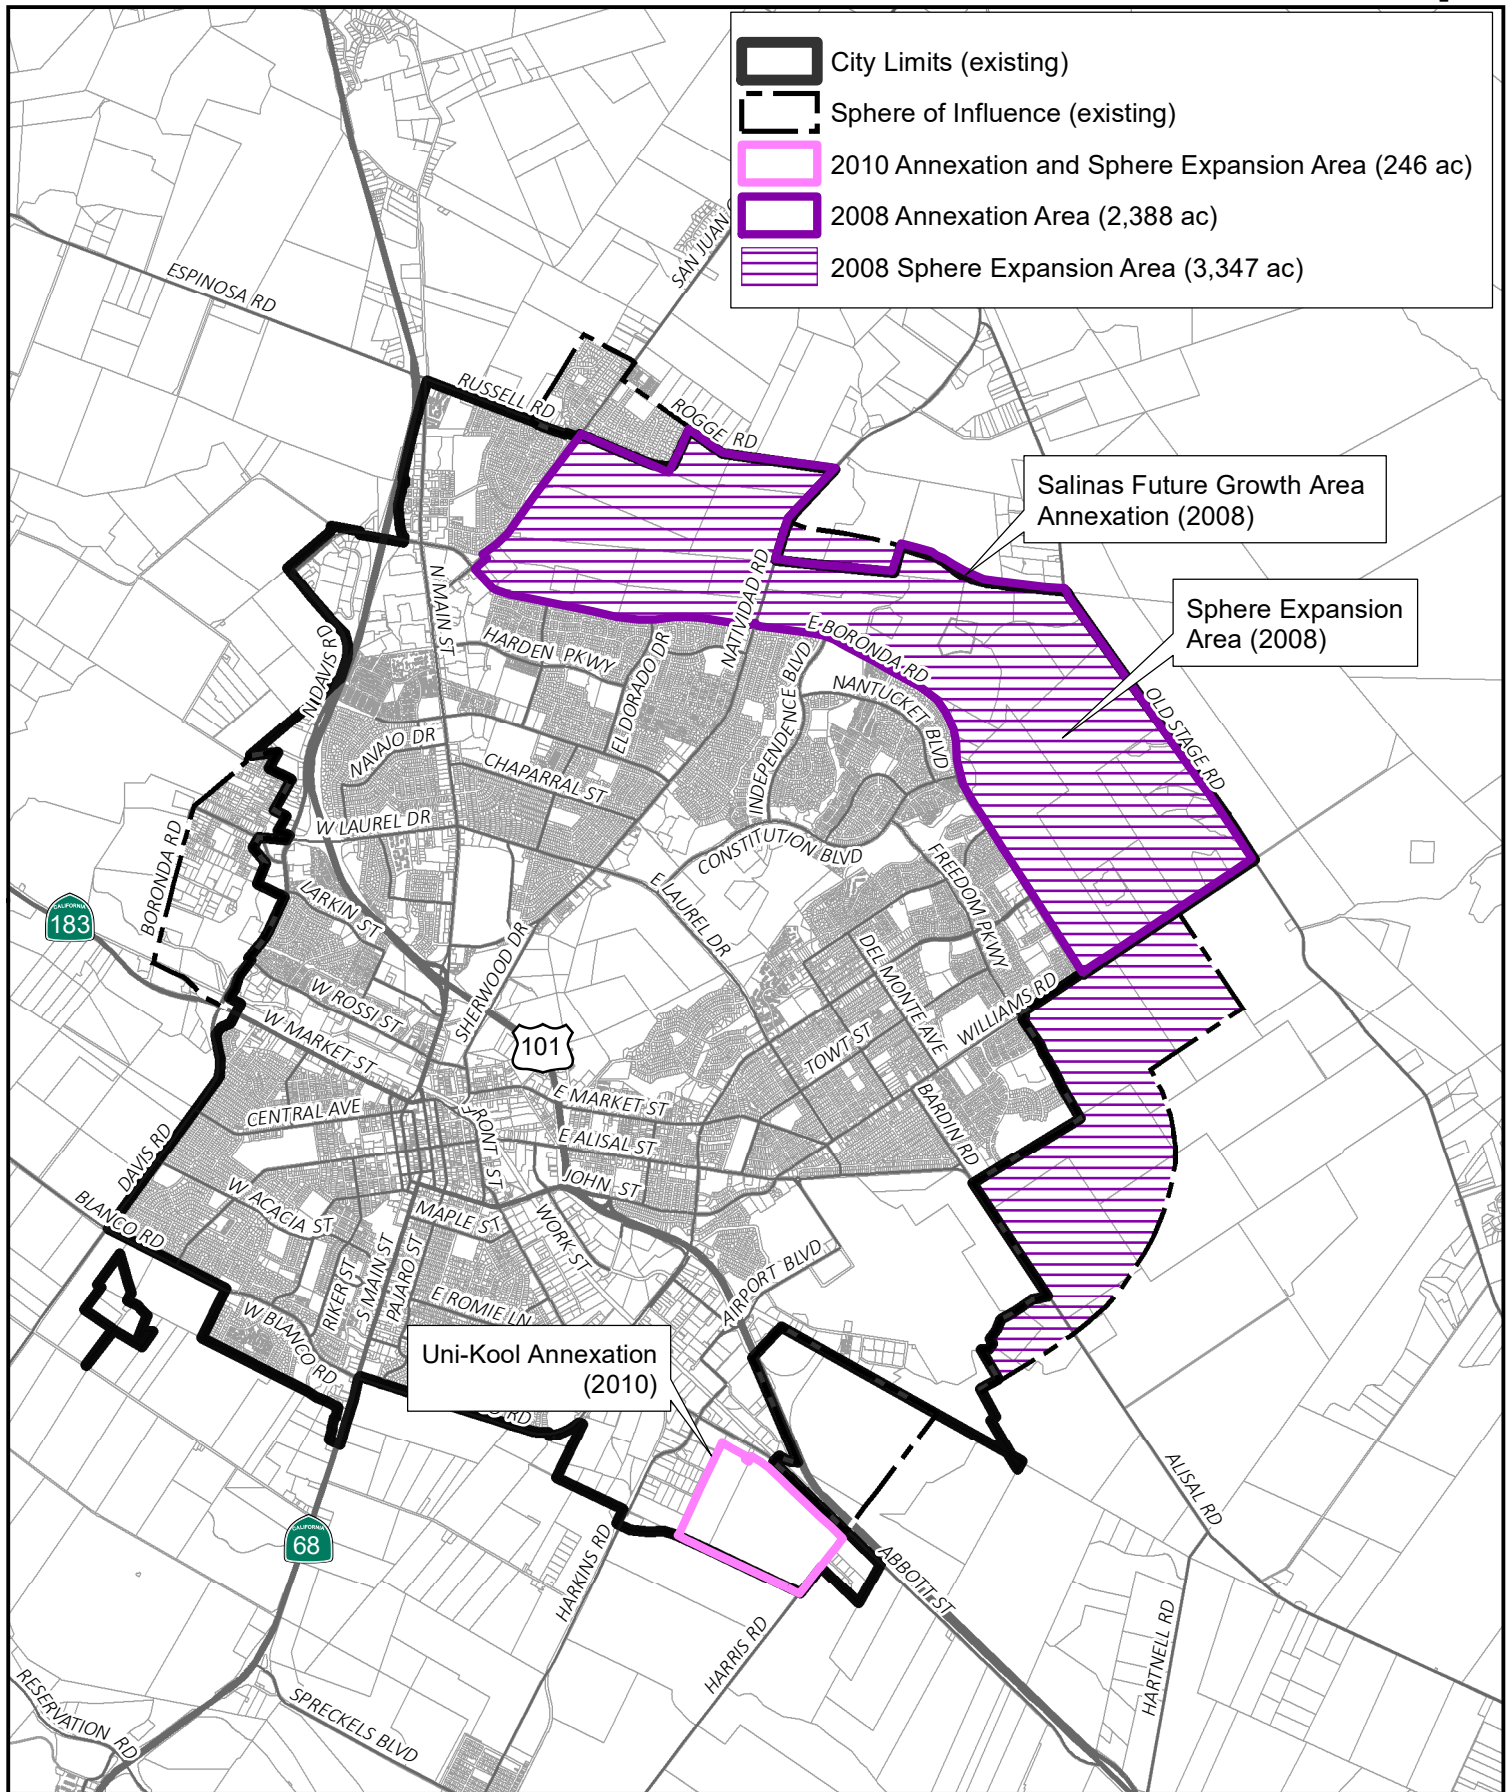 City Limits (existing)
Sphere of Influence (existing)
2010 Annexation and Sphere Expansion Area (246 ac)
2008 Annexation Area (2,388 ac)
2008 Sphere Expansion Area (3,347 ac)
SAN JUAN
ESPINOSA RD
RUSSELL RD
ROGGE RD
Salinas Future Growth Area
Annexation (2008)
Sphere Expansion
Area (2008)
N MAIN ST
NATIVIDAD RD
E BORONDA RD
HARDEN PKWY
EL DORADO DR
INDEPENDENCE BLVD
NANTUCKET BLVD
N DAVIS RD
OLD STAGE RD
NAVAJO DR
CHAPARRAL ST
W LAUREL DR
BORONDA RD
CONSTITUTION BLVD
FREEDOM PKWY
E LAUREL DR
LARKIN ST
CALIFORNIA
183
SHERWOOD DR
DEL MONTE AVE
W ROSSI ST
WILLIAMS RD
W MARKET ST
101
TOWT ST
E MARKET ST
BARDIN RD
CENTRAL AVE
FRONT ST
E ALISAL ST
DAVIS RD
JOHN ST
BLANCO RD
W ACACIA ST
MAPLE ST
WORK ST
RIKER ST
S MAIN ST
PAJARO ST
AIRPORT BLVD
E ROMIE LN
W BLANCO RD
Uni-Kool Annexation
(2010)
RD
ALISAL RD
CALIFORNIA
68
HARKINS RD
ABBOTT ST
HARRIS RD
HARTNELL RD
RESERVATION RD
SPRECKELS BLVD